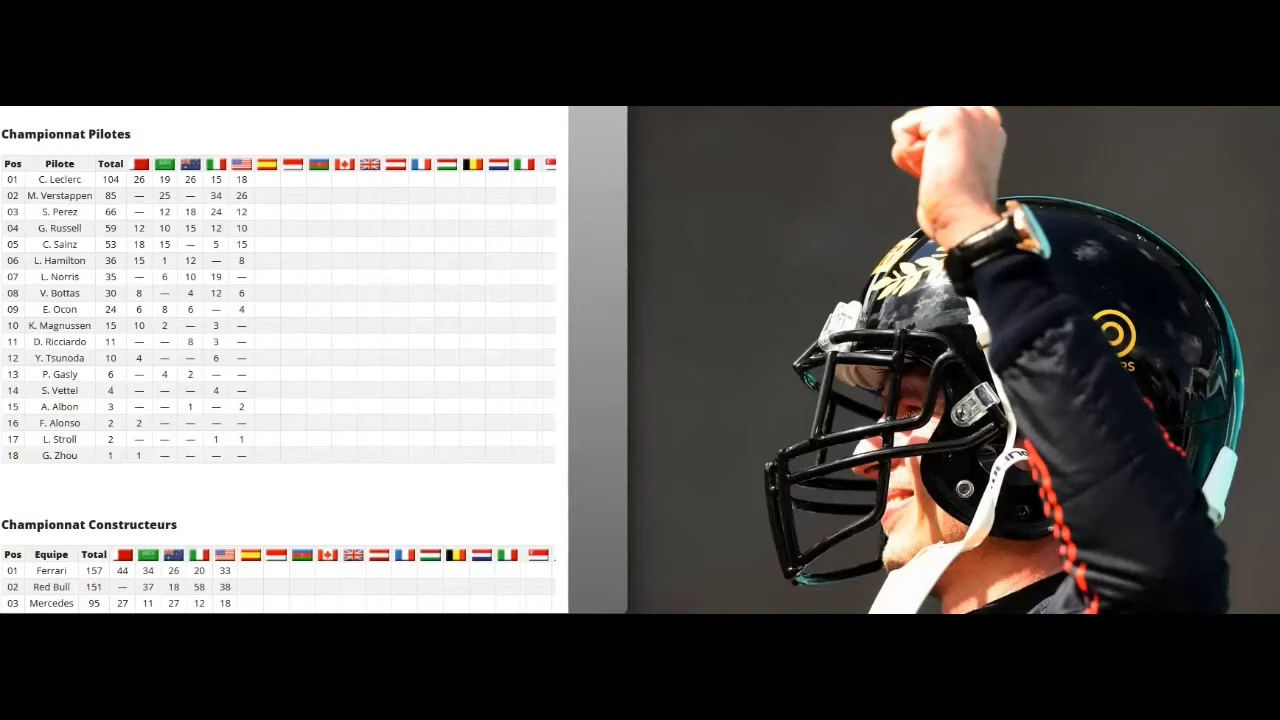 Championnat Pilotes
Pos Pilote Total
01 C. Leclerc 104 26 19 26 15 18
02 M. Verstappen 85 — 25 — 34 26
03 S. Perez 66 — 12 18 24 12
04 G. Russell 59 12 10 15 12 10
05 C. Sainz 53 18 15 — 5 15
06 L. Hamilton 36 15 1 12 — 8
07 L. Norris 35 — 6 10 19 —
08 V. Bottas 30 8 — 4 12 6
09 E. Ocon 24 6 8 6 — 4
10 K. Magnussen 15 10 2 — 3 —
11 D. Ricciardo 11 — — 8 3 —
12 Y. Tsunoda 10 4 — — 6 —
13 P. Gasly 6 — 4 2 — —
14 S. Vettel 4 — — — 4 —
15 A. Albon 3 — — 1 — 2
16 F. Alonso 2 2 — — — —
17 L. Stroll 2 — — — 1 1
18 G. Zhou 1 1 — — — —
Championnat Constructeurs
Pos Equipe Total
01 Ferrari 157 44 34 26 20 33
02 Red Bull 151 — 37 18 58 38
03 Mercedes 95 27 11 27 12 18